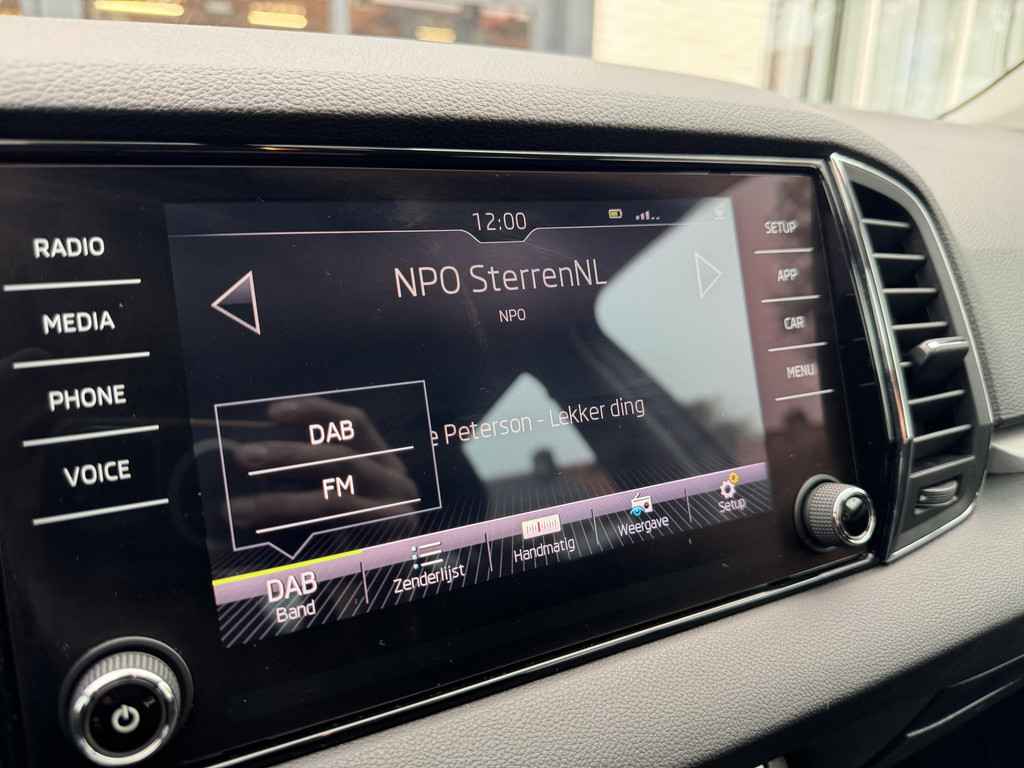 RADIO
MEDIA
PHONE
VOICE
12:00
NPO SterrenNL
NPO
Peterson - Lekker ding
DAB
FM
DAB
Band
Zenderlijst
Handmatig
Weergave
Setup
SETUP
APP
CAR
MENU